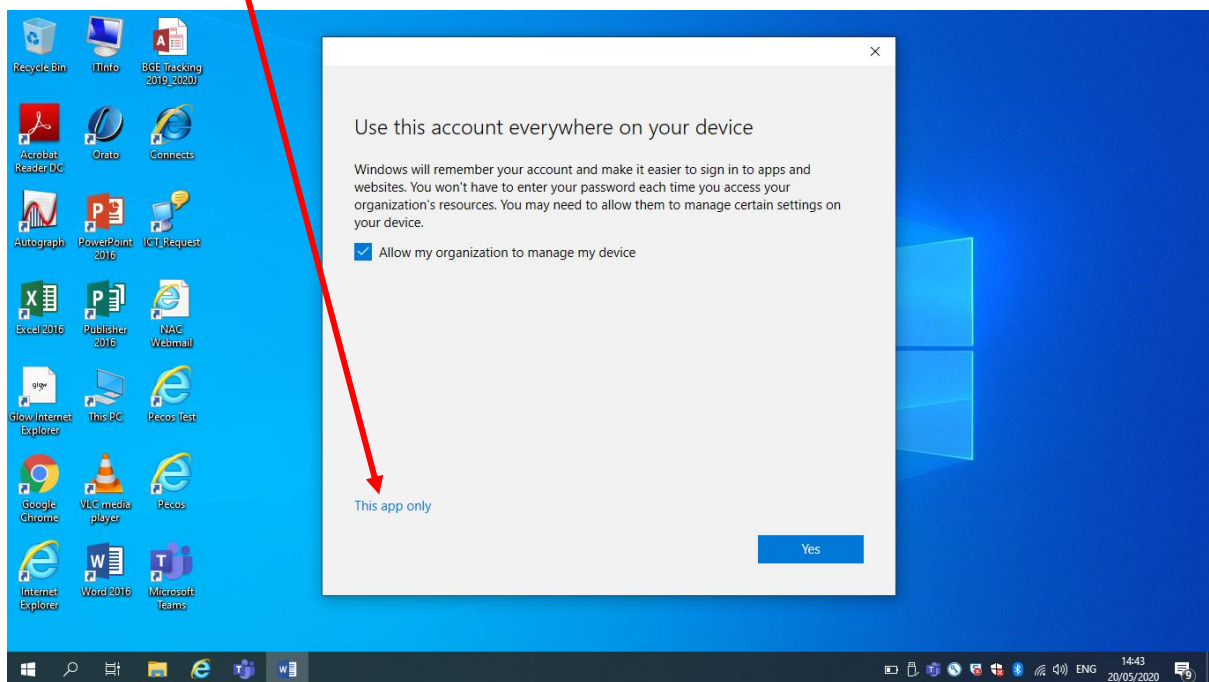 Recycle Bin
ITInfo
BGE Tracking
2019_2020J
Acrobat
Reader DC
Orato
Connects
Autograph
PowerPoint
2016
ICT_Request
Excel 2016
Publisher
2016
NAC
Webmail
glow
Glow Internet
Explorer
This PC
Pecos Test
Google
Chrome
VLC media
player
Pecos
Internet
Explorer
Word 2016
Microsoft
Teams
Use this account everywhere on your device
Windows will remember your account and make it easier to sign in to apps and
websites. You won't have to enter your password each time you access your
organization's resources. You may need to allow them to manage certain settings on
your device.
Allow my organization to manage my device
This app only
Yes
ENG
14:43
20/05/2020
9